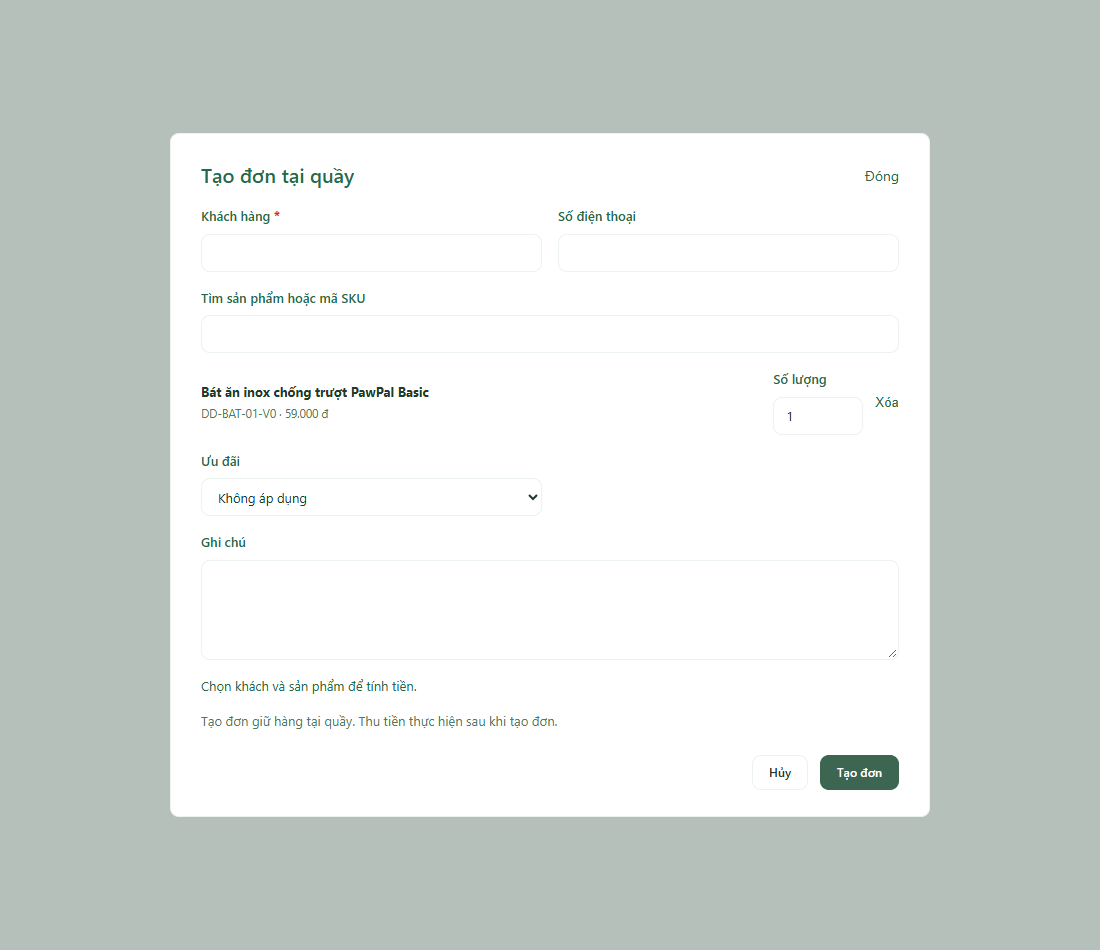 Tạo đơn tại quầy
Đóng
Khách hàng *
Số điện thoại
Tìm sản phẩm hoặc mã SKU
Số lượng
Bát ăn inox chống trượt PawPal Basic
DD-BAT-01-V0 · 59.000 đ
1
Xóa
Ưu đãi
Không áp dụng
Ghi chú
Chọn khách và sản phẩm để tính tiền.
Tạo đơn giữ hàng tại quầy. Thu tiền thực hiện sau khi tạo đơn.
Hủy
Tạo đơn